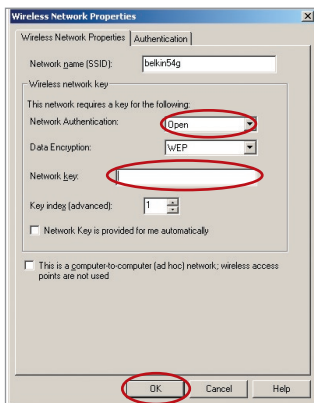 Wireless Network Properties
Wireless Network Properties Authentication
Network name (SSID): belkin54g
Wireless network key
This network requires a key for the following:
Network Authentication: Open
Data Encryption: WEP
Network key:
Key index (advanced): 1
Network Key is provided for me automatically
This is a computer-to-computer (ad hoc) network; wireless access
points are not used
OK Cancel Help